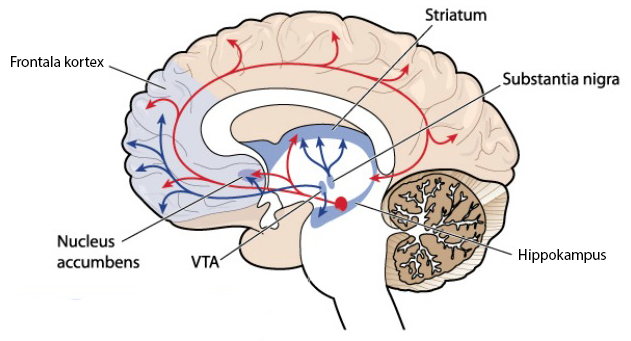 Striatum
Frontala kortex
Substantia nigra
Nucleus
accumbens
VTA
Hippokampus